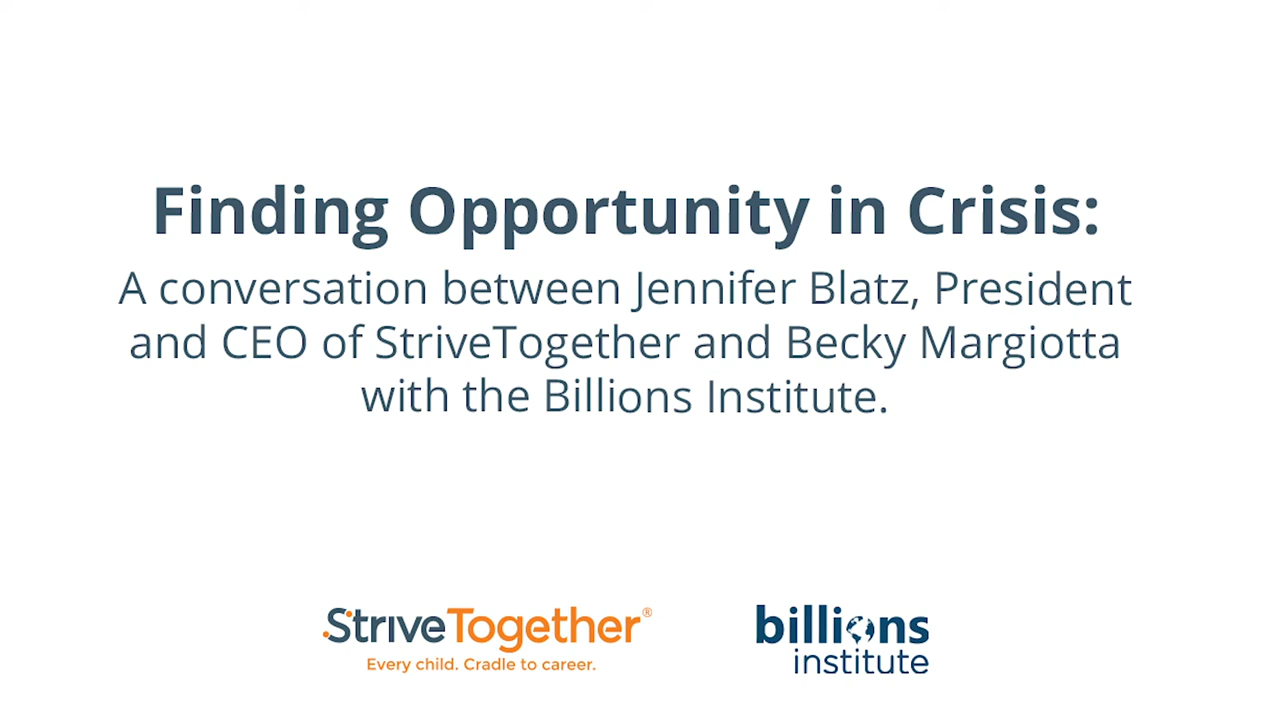 Finding Opportunity in Crisis:
A conversation between Jennifer Blatz, President
and CEO of StriveTogether and Becky Margiotta
with the Billions Institute.
StriveTogether®
Every child. Cradle to career.
billions
institute